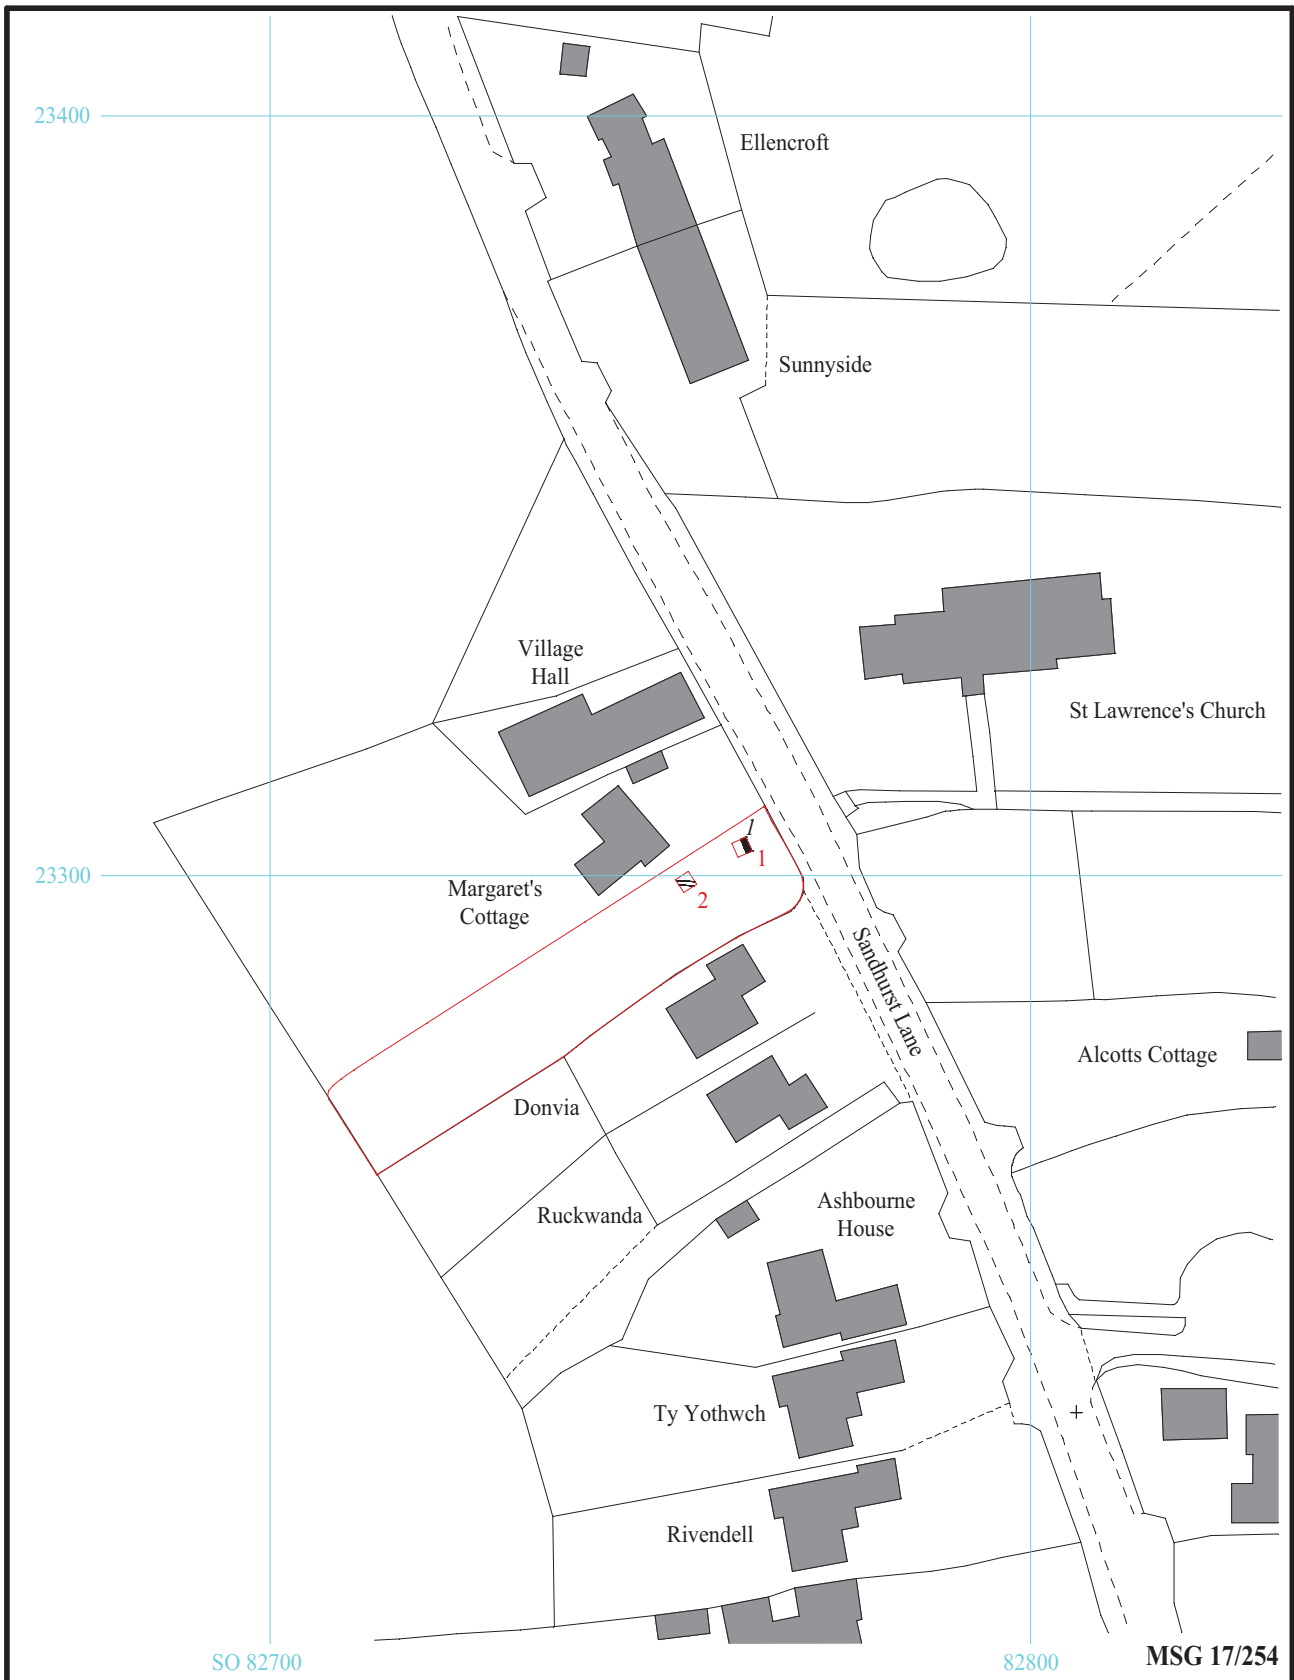 23400
Ellencroft
Sunnyside
Village
Hall
St Lawrence's Church
1
1
23300
Margaret's
Cottage
2
Sandhurst Lane
Alcotts Cottage
Donvia
Ruckwanda
Ashbourne
House
Ty Yothwch
Rivendell
SO 82700
82800
MSG 17/254